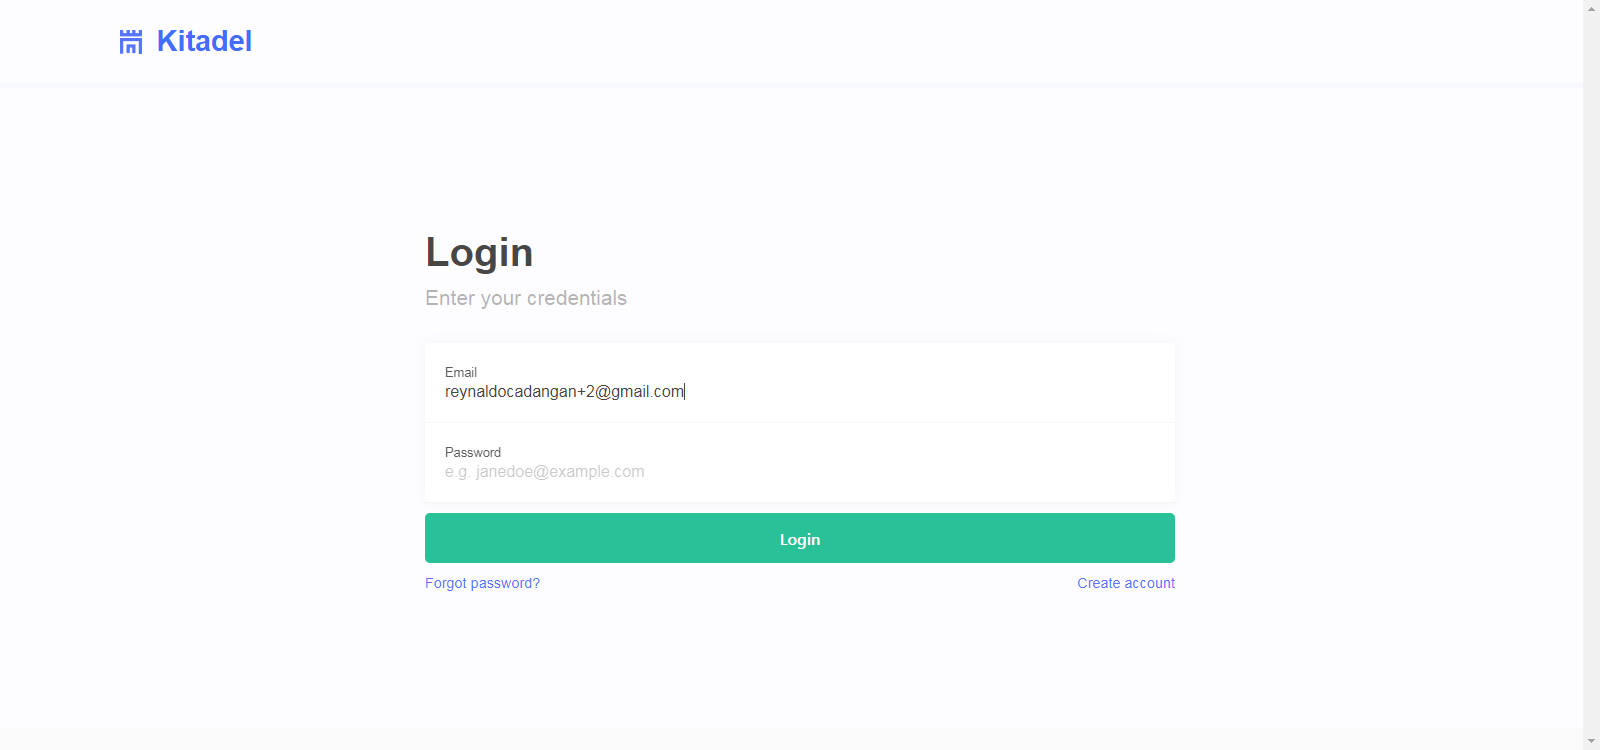 Kitadel
Login
Enter your credentials
Email
reynaldocadangan+2@gmail.com
Password
e.g. janedoe@example.com
Login
Forgot password?
Create account